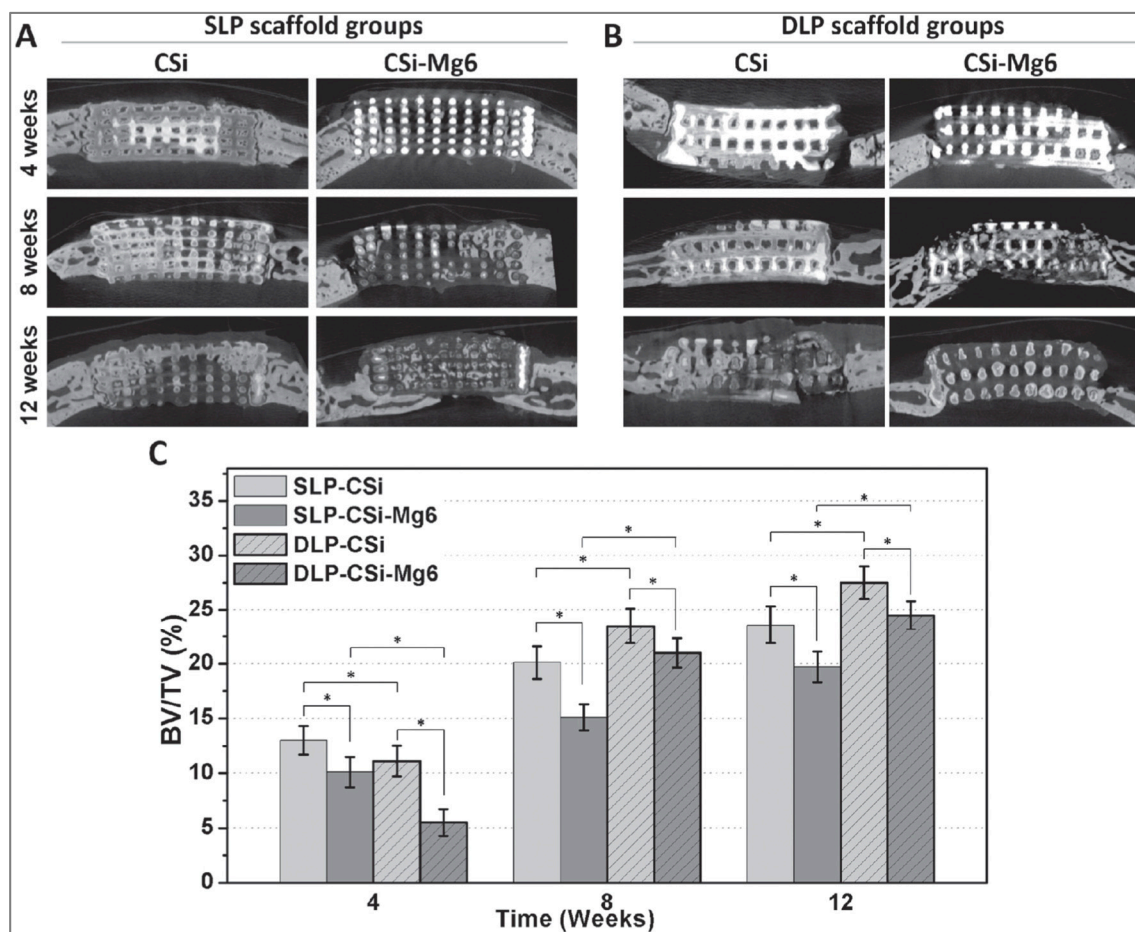 A
SLP scaffold groups
CSi
CSi-Mg6
B
DLP scaffold groups
CSi
CSi-Mg6
4 weeks
8 weeks
12 weeks
C
SLP-CSi
SLP-CSi-Mg6
DLP-CSi
DLP-CSi-Mg6
BV/TV (%)
35
30
25
20
15
10
5
0
* * * *
* * * *
* * * *
4 8 12
Time (Weeks)